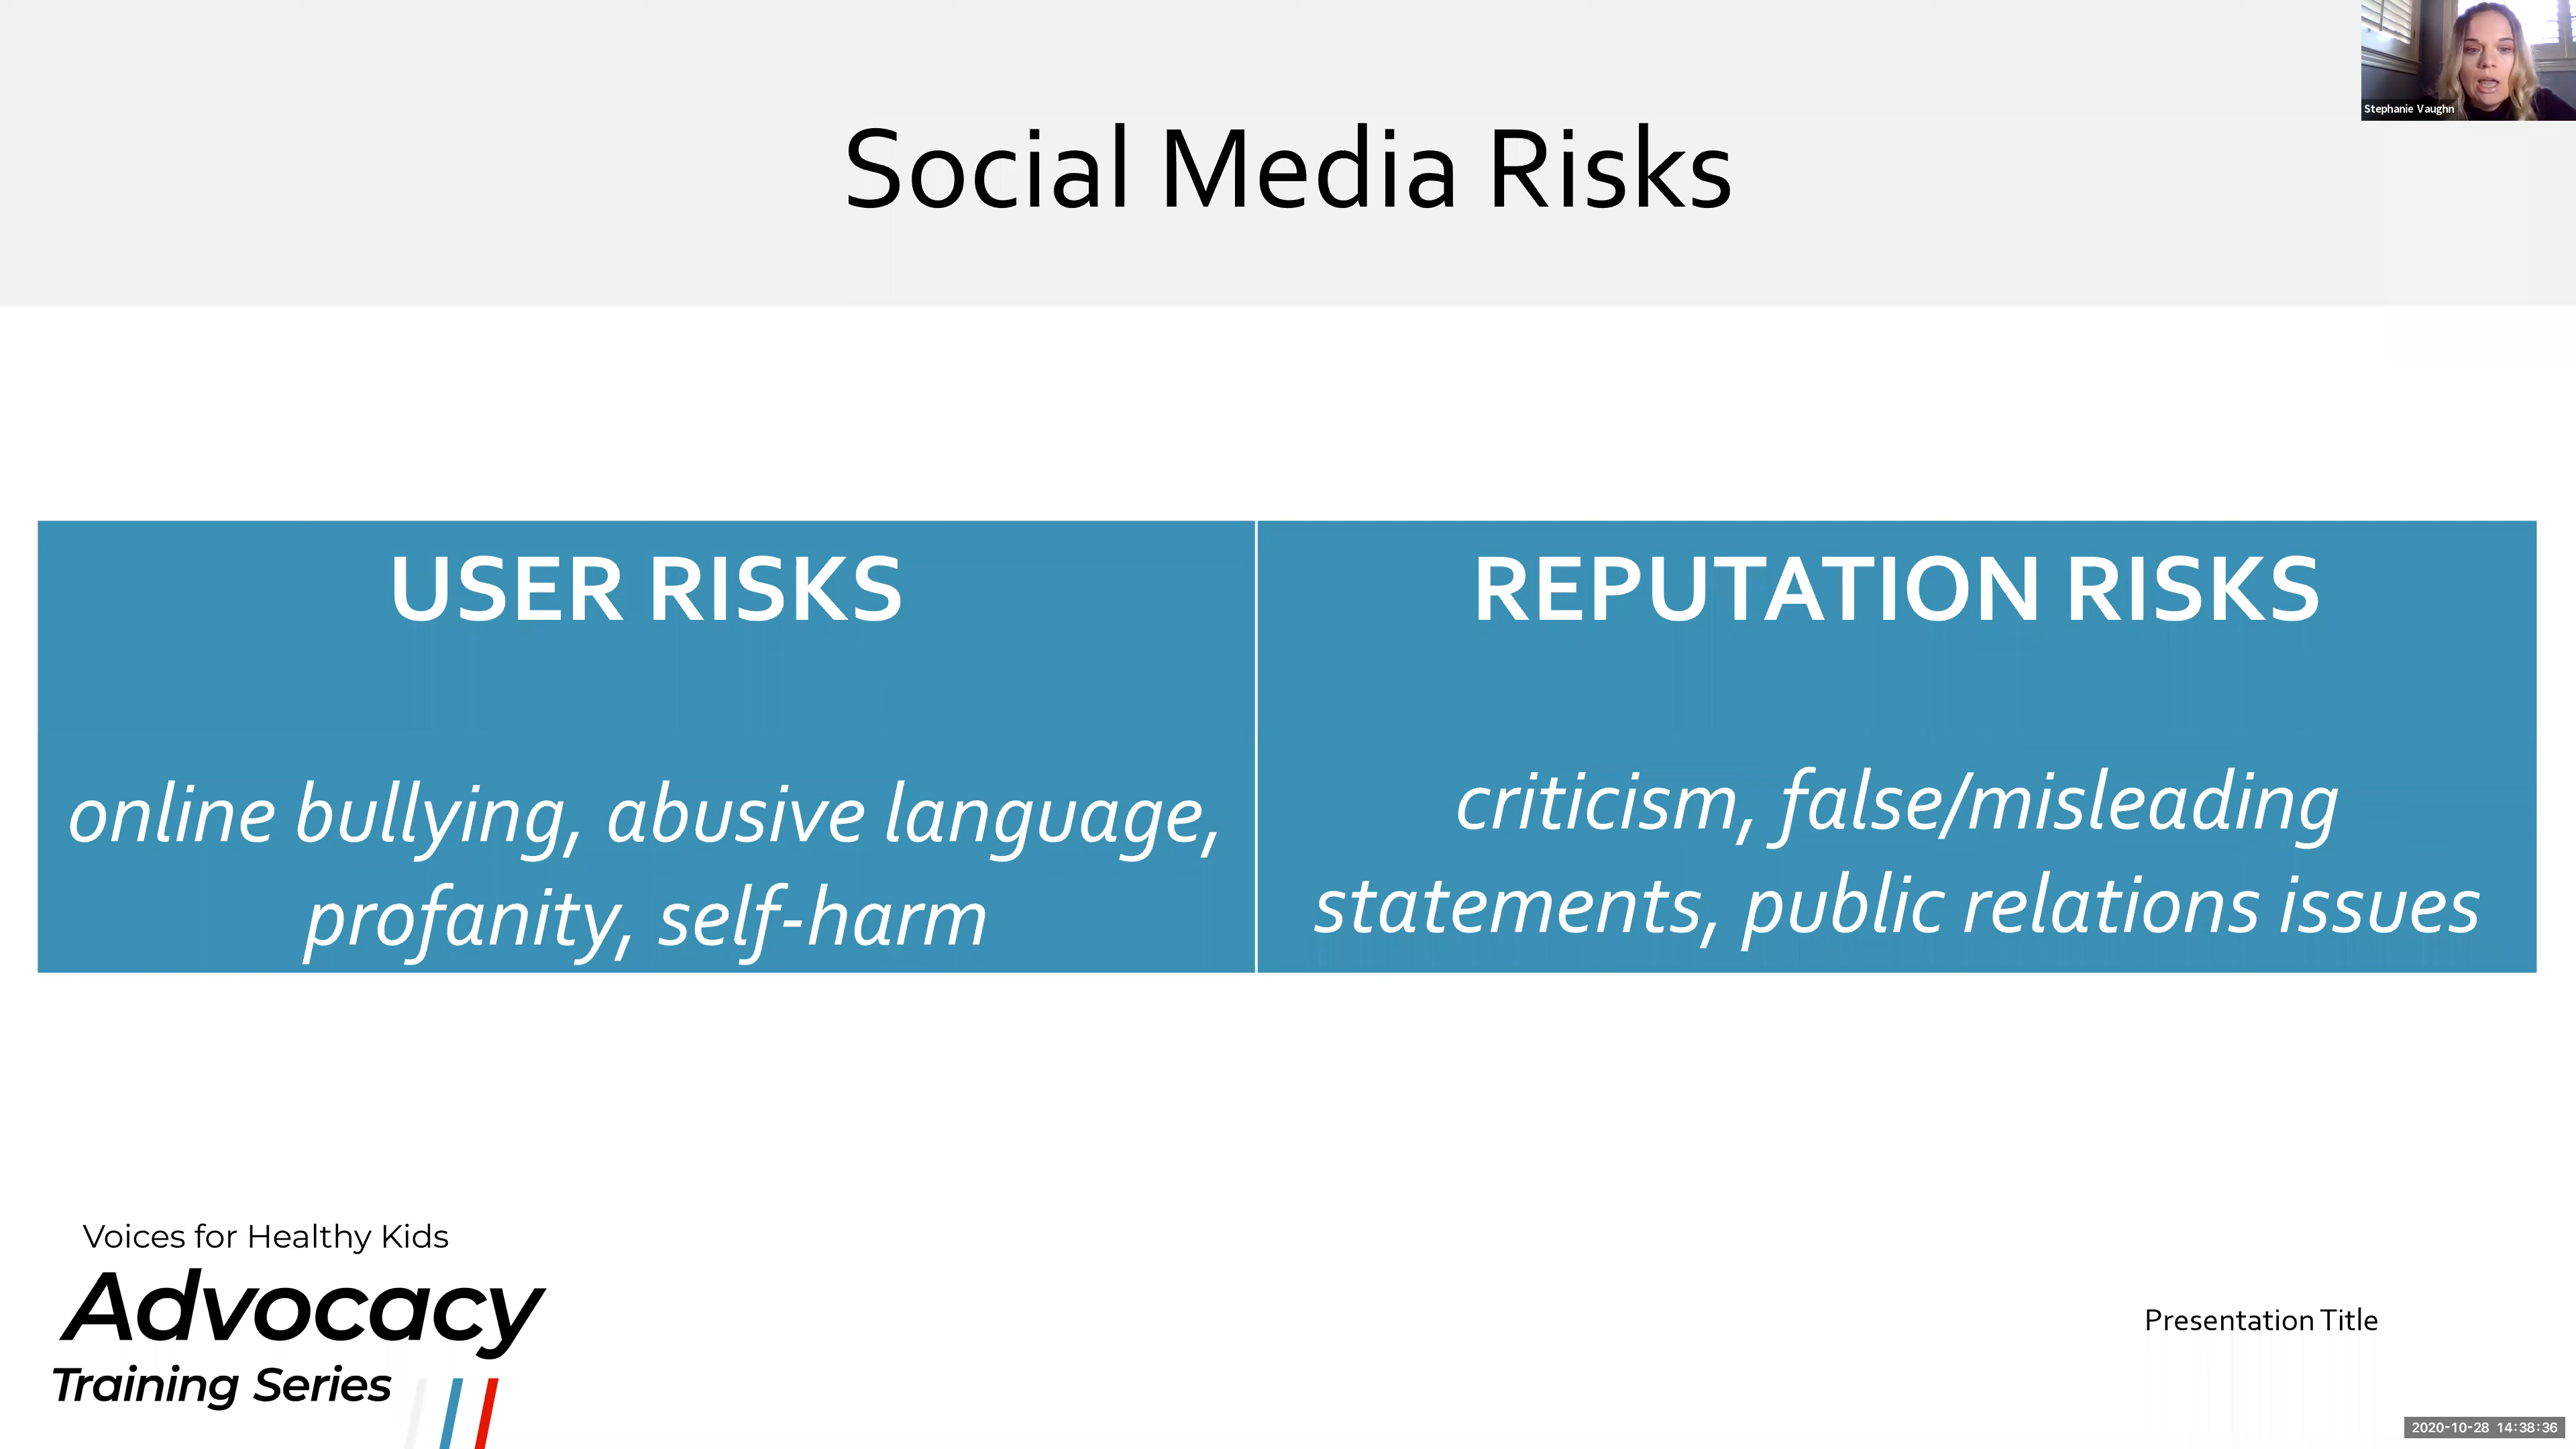 Stephanie Vaughn
Social Media Risks
USER RISKS
online bullying, abusive language,
profanity, self-harm
REPUTATION RISKS
criticism, false/misleading
statements, public relations issues
Voices for Healthy Kids
Advocacy
Training Series
Presentation Title
2020-10-28 14:38:36